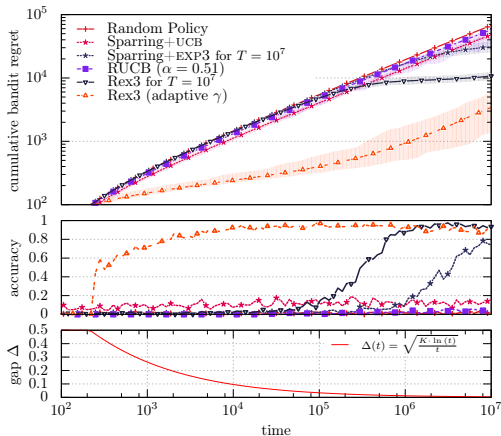 10^5
10^4
10^3
10^2
cumulative bandit regret
Random Policy
Sparring+UCB
Sparring+EXP3 for T = 10^7
RUCB (α = 0.51)
Rex3 for T = 10^7
Rex3 (adaptive γ)
1
0.8
0.6
0.4
0.2
0
accuracy
0.5
0.4
0.3
0.2
0.1
0
gap Δ
Δ(t) = √(K·ln (t)/t)
10^2 10^3 10^4 10^5 10^6 10^7
time